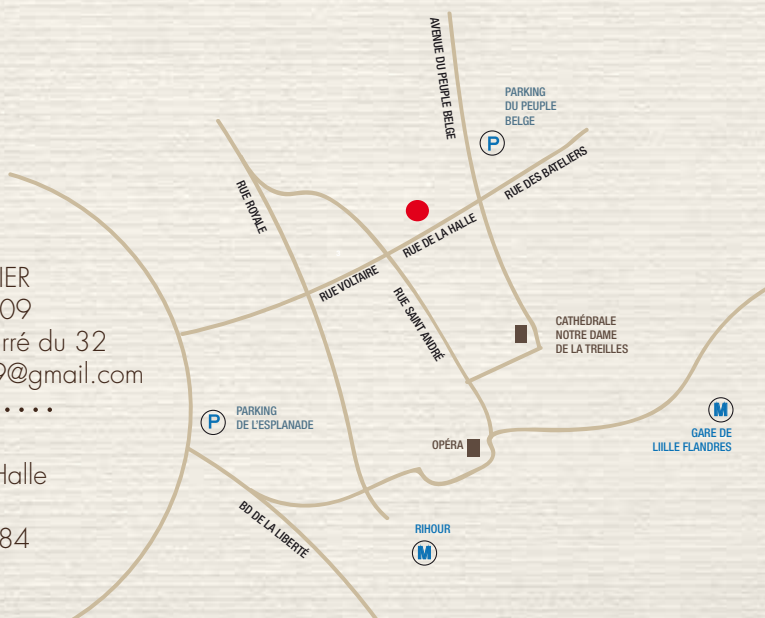 IER
09
rré du 32
9@gmail.com
....
Halle
84
AVENUE DU PEUPLE BELGE
PARKING
DU PEUPLE
BELGE
P
RUE DES BATELIERS
RUE ROYALE
RUE DE LA HALLE
RUE VOLTAIRE
RUE SAINT ANDRÉ
CATHÉDRALE
NOTRE DAME
DE LA TREILLES
P
PARKING
DE L'ESPLANADE
M
GARE DE
LIILLE FLANDRES
OPÉRA
BD DE LA LIBERTÉ
RIHOUR
M